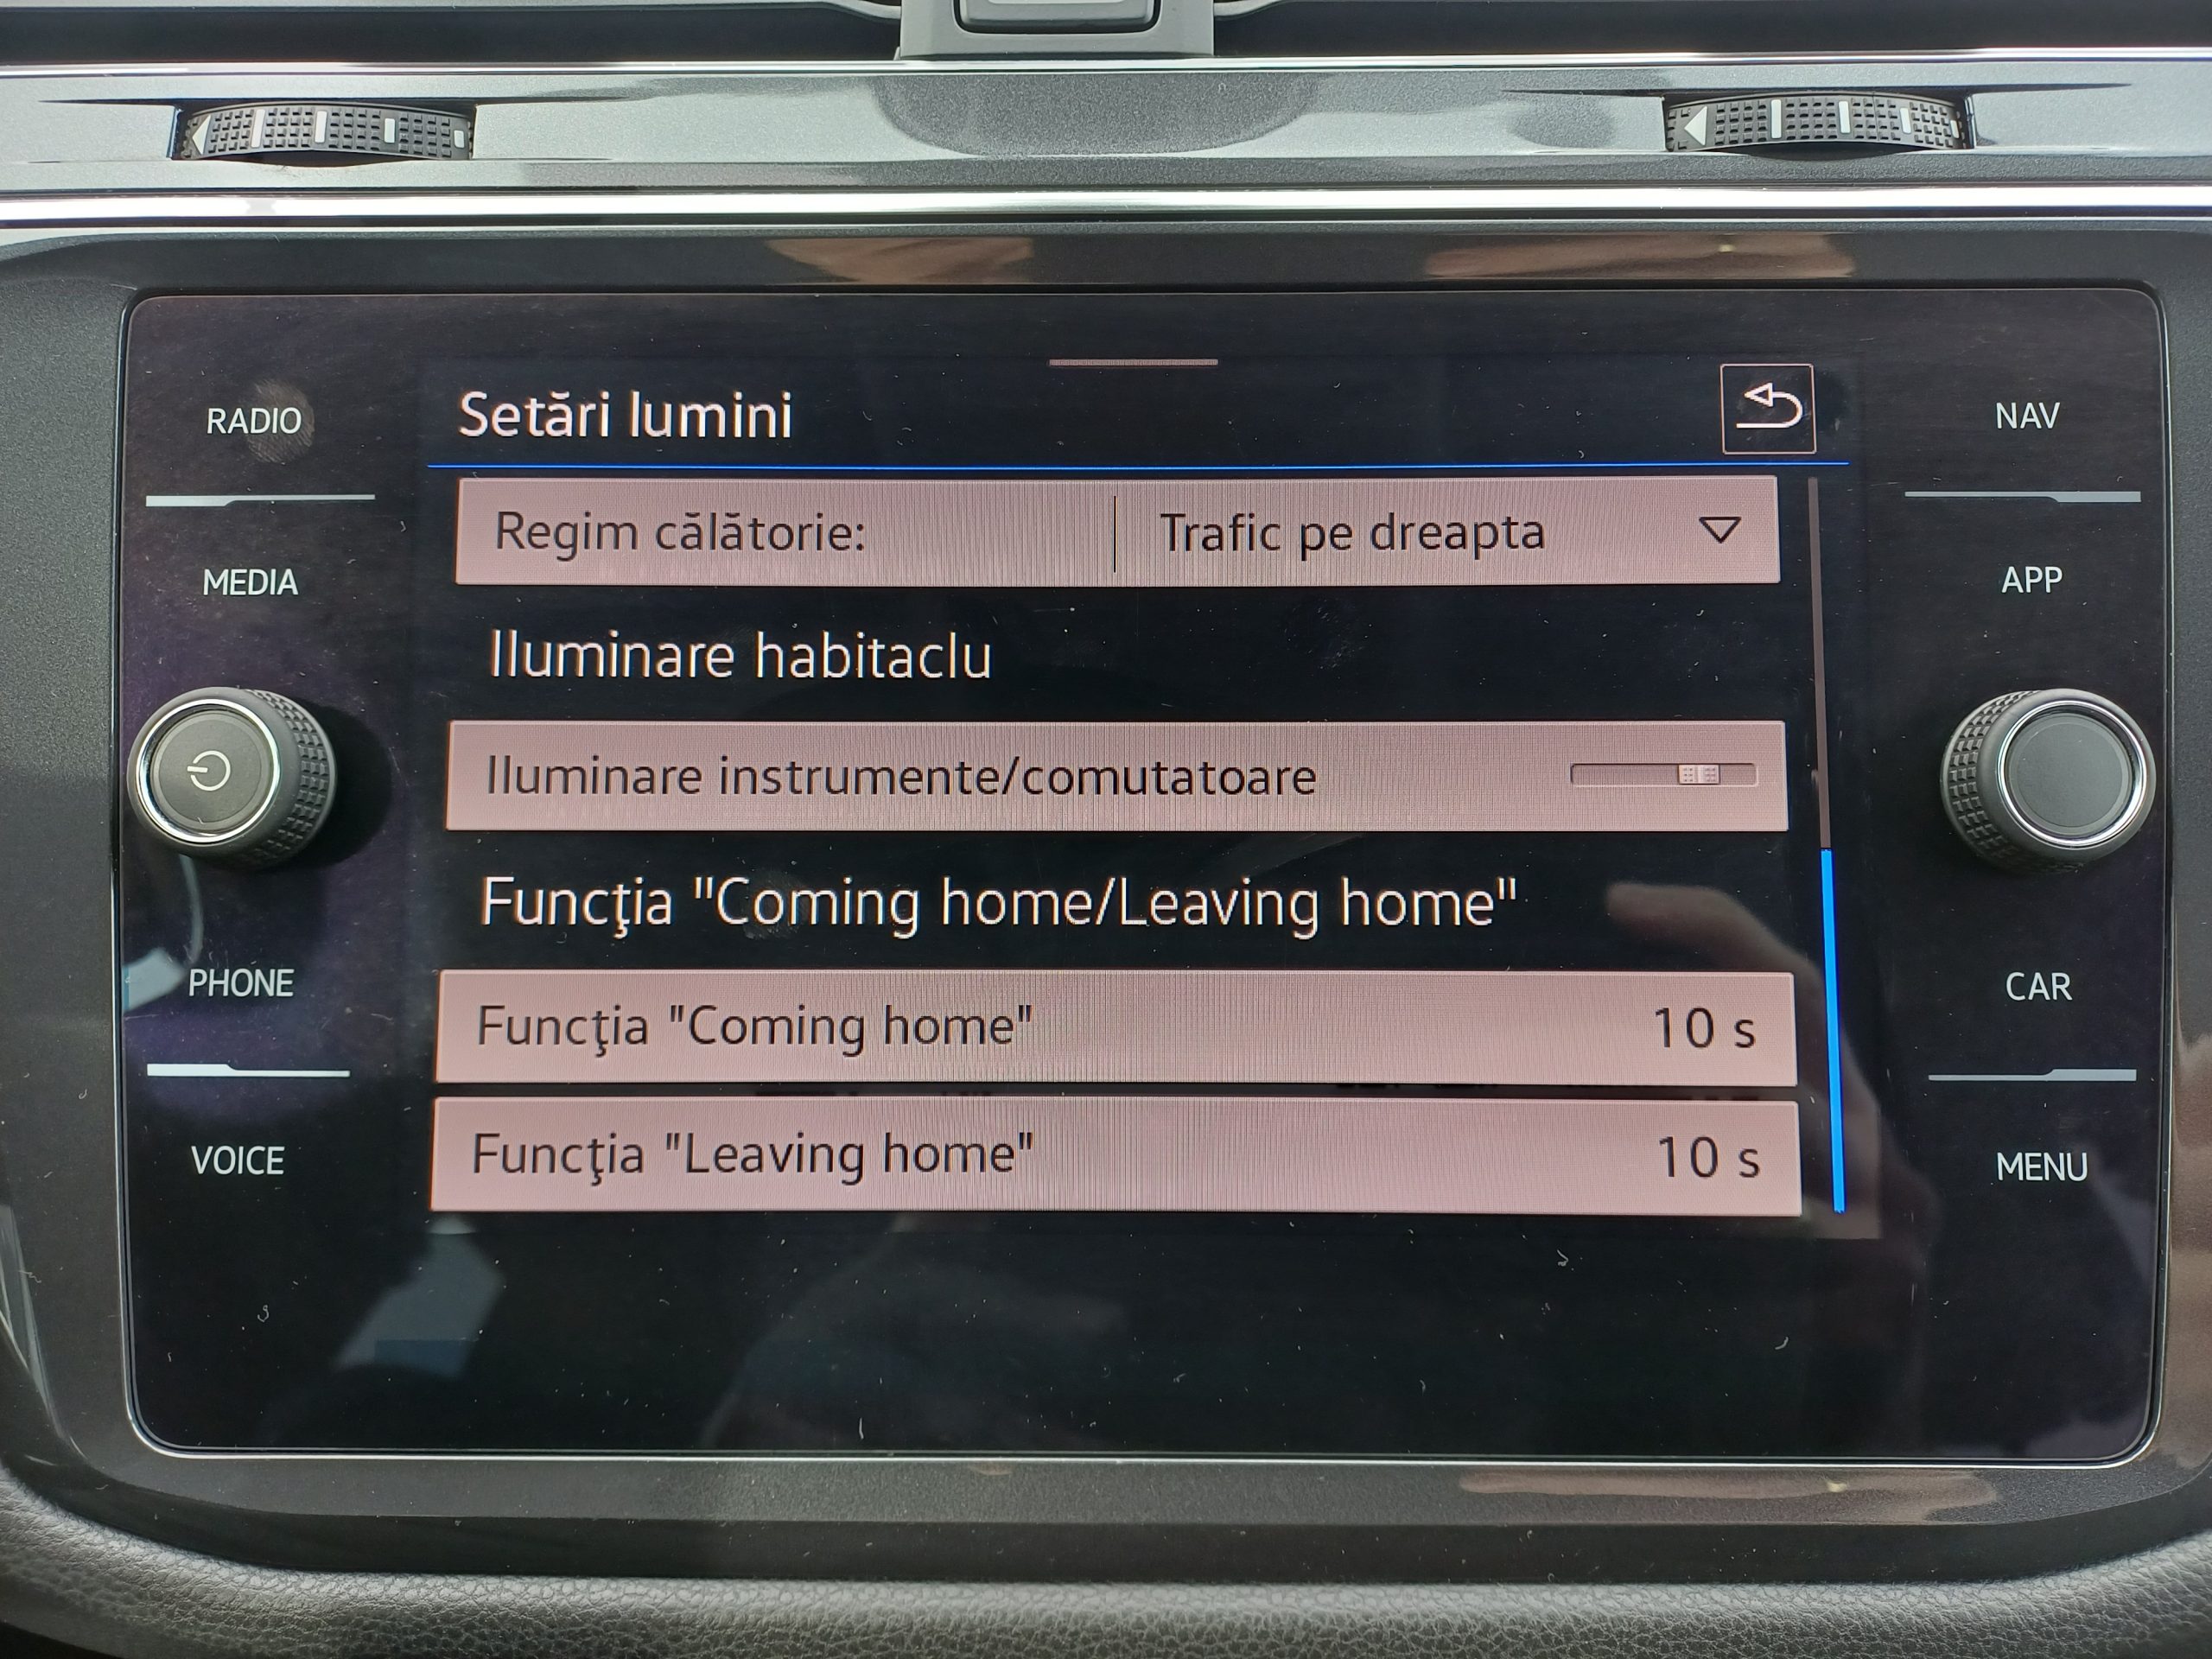 Setări lumini
Regim călătorie: Trafic pe dreapta
Iluminare habitaclu
Iluminare instrumente/comutatoare
Funcţia "Coming home/Leaving home"
Funcţia "Coming home" 10 s
Funcţia "Leaving home" 10 s
RADIO
MEDIA
PHONE
VOICE
NAV
APP
CAR
MENU